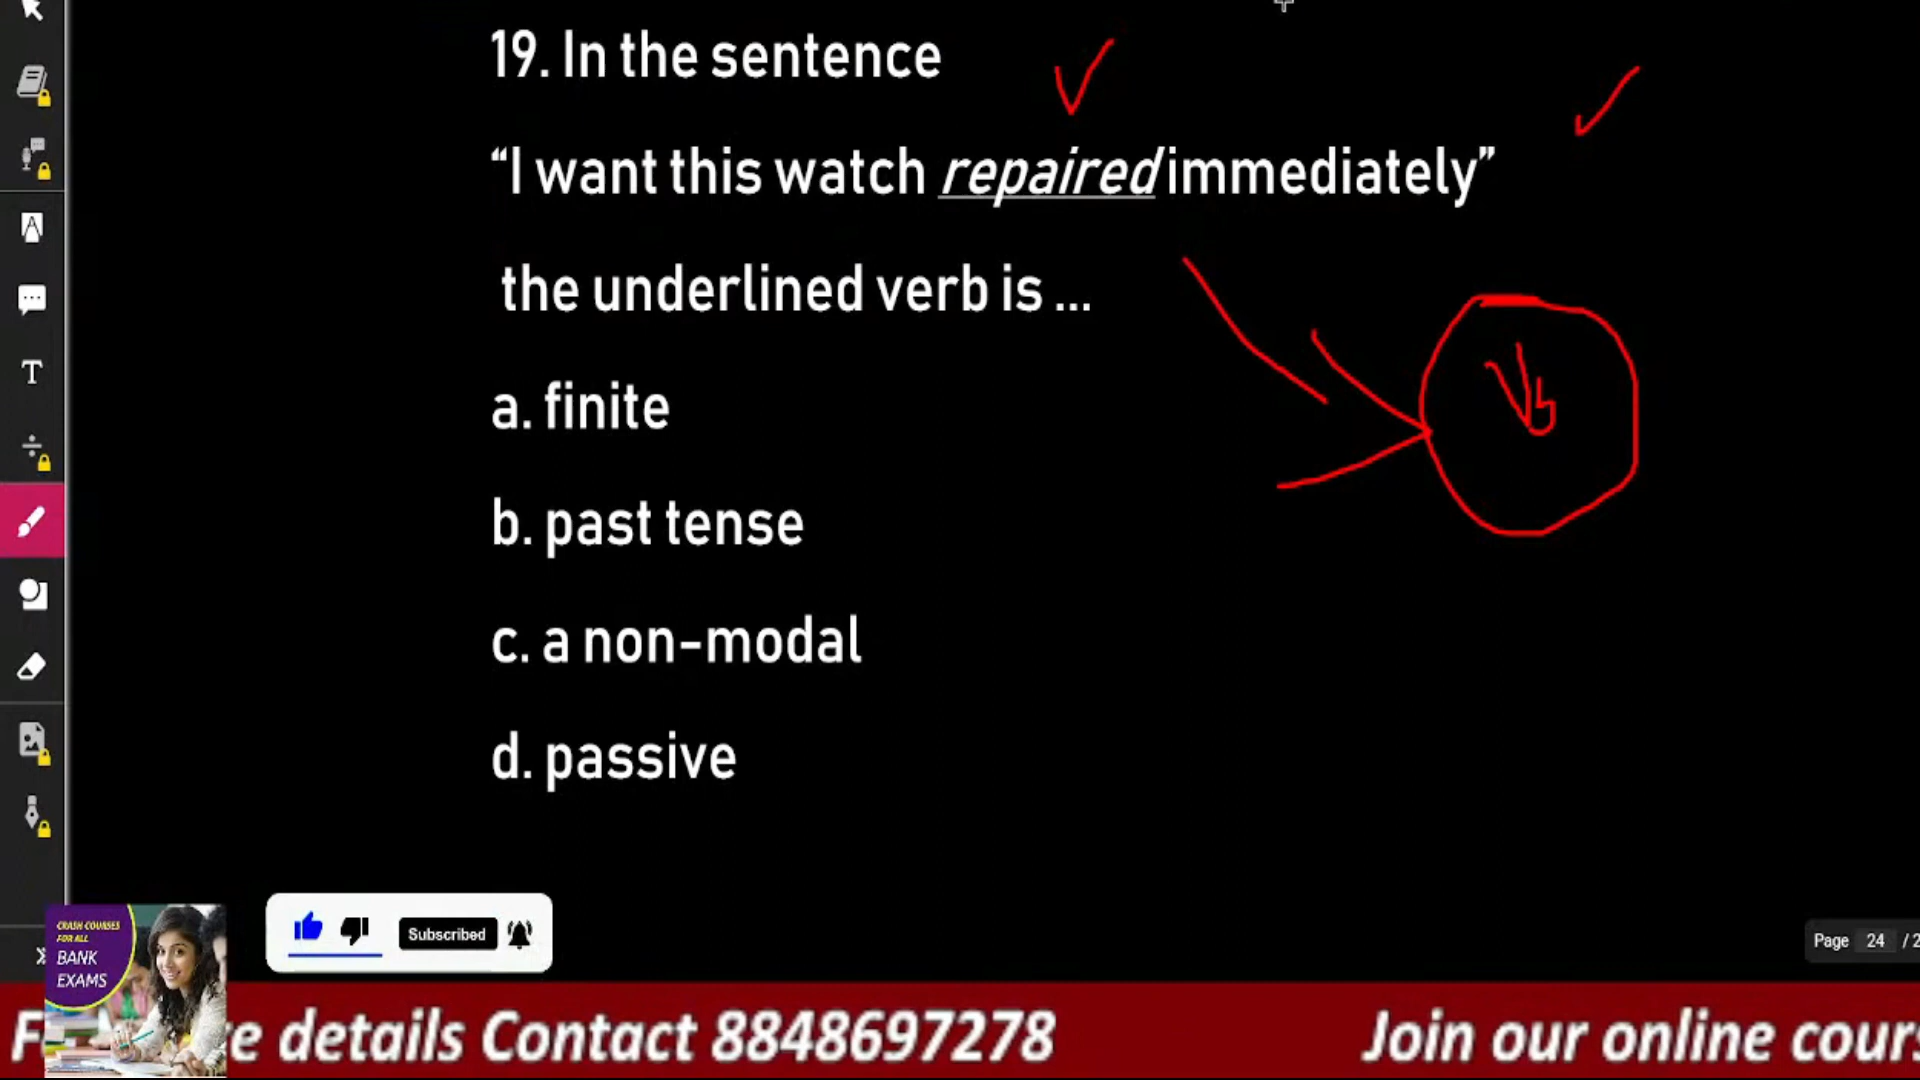 19. In the sentence
“I want this watch repaired immediately”
the underlined verb is ...
a. finite
b. past tense
c. a non-modal
d. passive
CRASH COURSES
FOR ALL
BANK
EXAMS
Subscribed
Page 24 / 2
details Contact 8848697278
Join our online